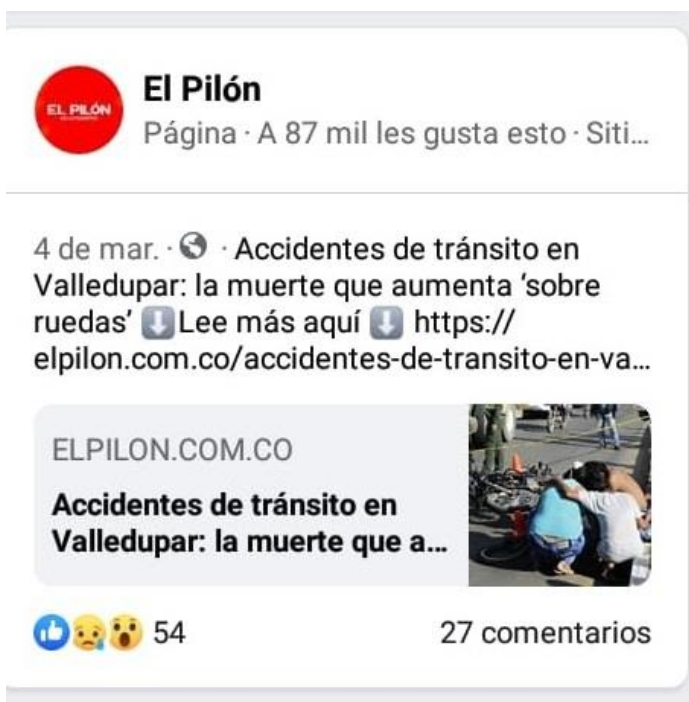 EL PILÓN
El Pilón
Página · A 87 mil les gusta esto · Siti...
4 de mar. · · Accidentes de tránsito en
Valledupar: la muerte que aumenta ‘sobre
ruedas’ ⬇️Lee más aquí ⬇️ https://
elpilon.com.co/accidentes-de-transito-en-va...
ELPILON.COM.CO
Accidentes de tránsito en
Valledupar: la muerte que a...
54
27 comentarios